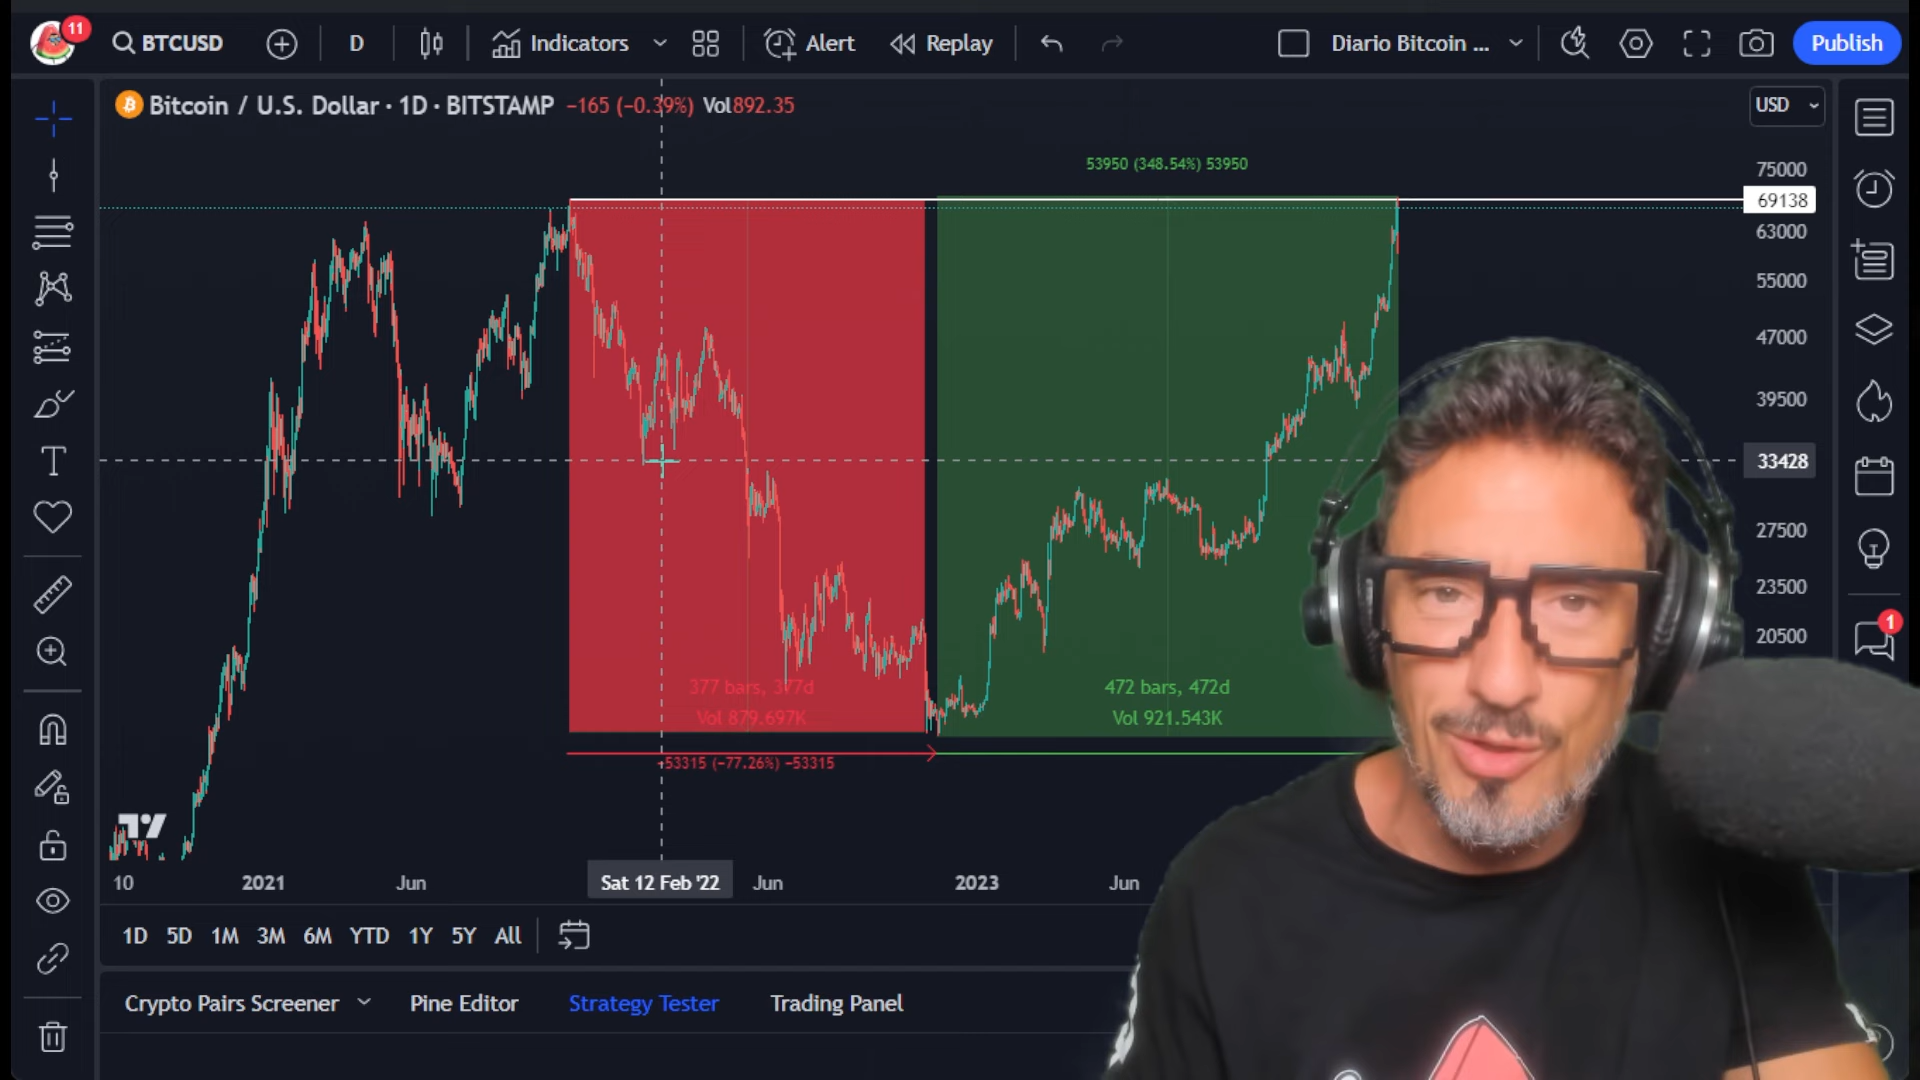 11
BTCUSD
D
Indicators
Alert
Replay
Diario Bitcoin ...
Publish
Bitcoin / U.S. Dollar · 1D · BITSTAMP −165 (−0.39%) Vol892.35
USD
53950 (348.54%) 53950
75000
69138
63000
55000
47000
39500
33428
27500
23500
20500
1
377 bars, 377d
Vol 879.697K
472 bars, 472d
Vol 921.543K
−53315 (−77.26%) −53315
10
2021
Jun
Sat 12 Feb '22
Jun
2023
Jun
1D 5D 1M 3M 6M YTD 1Y 5Y All
Crypto Pairs Screener
Pine Editor
Strategy Tester
Trading Panel